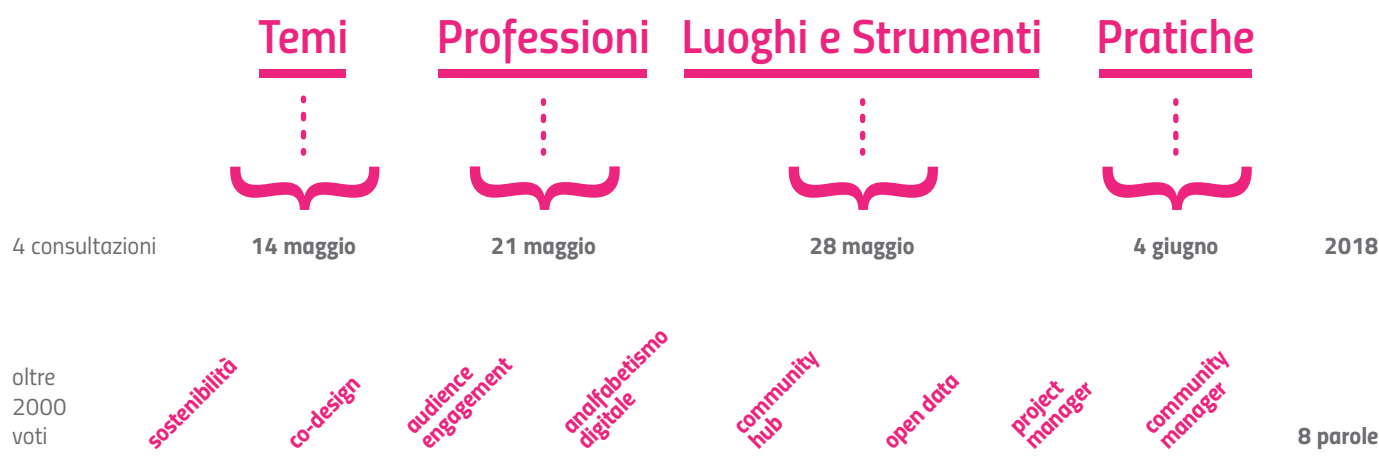 Temi
Professioni
Luoghi e Strumenti
Pratiche
4 consultazioni
14 maggio
21 maggio
28 maggio
4 giugno
2018
oltre
2000
voti
sostenibilità
co-design
audience
engagement
analfabetismo
digitale
community
hub
open data
project
manager
community
manager
8 parole